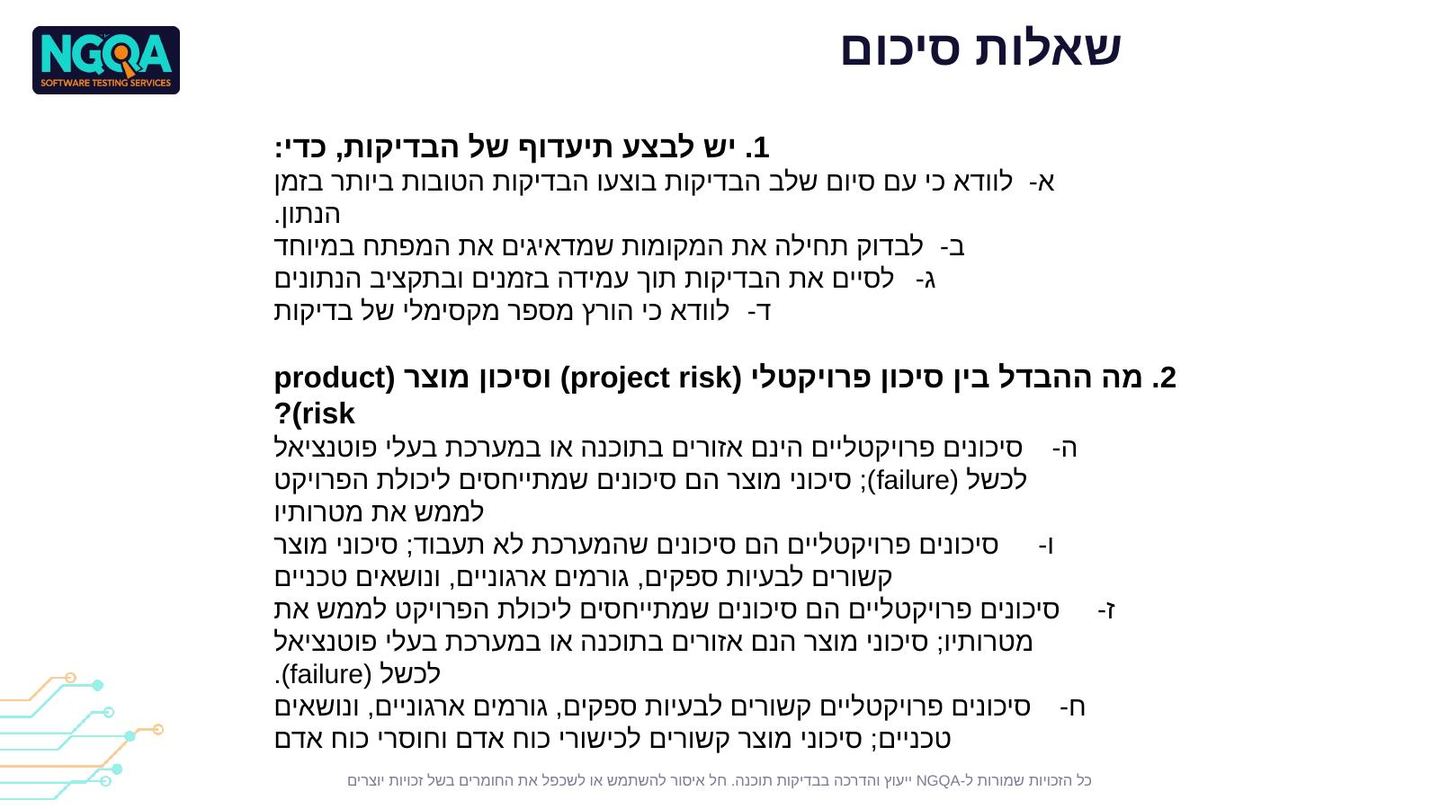 NGQA
SOFTWARE TESTING SERVICES
שאלות סיכום
1. יש לבצע תיעדוף של הבדיקות, כדי:
א- לוודא כי עם סיום שלב הבדיקות בוצעו הבדיקות הטובות ביותר בזמן
הנתון.
ב- לבדוק תחילה את המקומות שמדאיגים את המפתח במיוחד
ג- לסיים את הבדיקות תוך עמידה בזמנים ובתקציב הנתונים
ד- לוודא כי הורץ מספר מקסימלי של בדיקות
2. מה ההבדל בין סיכון פרויקטלי (project risk) וסיכון מוצר (product
risk)?
ה- סיכונים פרויקטליים הינם אזורים בתוכנה או במערכת בעלי פוטנציאל
לכשל (failure); סיכוני מוצר הם סיכונים שמתייחסים ליכולת הפרויקט
לממש את מטרותיו
ו- סיכונים פרויקטליים הם סיכונים שהמערכת לא תעבוד; סיכוני מוצר
קשורים לבעיות ספקים, גורמים ארגוניים, ונושאים טכניים
ז- סיכונים פרויקטליים הם סיכונים שמתייחסים ליכולת הפרויקט לממש את
מטרותיו; סיכוני מוצר הנם אזורים בתוכנה או במערכת בעלי פוטנציאל
לכשל (failure).
ח- סיכונים פרויקטליים קשורים לבעיות ספקים, גורמים ארגוניים, ונושאים
טכניים; סיכוני מוצר קשורים לכישורי כוח אדם וחוסרי כוח אדם
כל הזכויות שמורות ל-NGQA ייעוץ והדרכה בבדיקות תוכנה. חל איסור להשתמש או לשכפל את החומרים בשל זכויות יוצרים